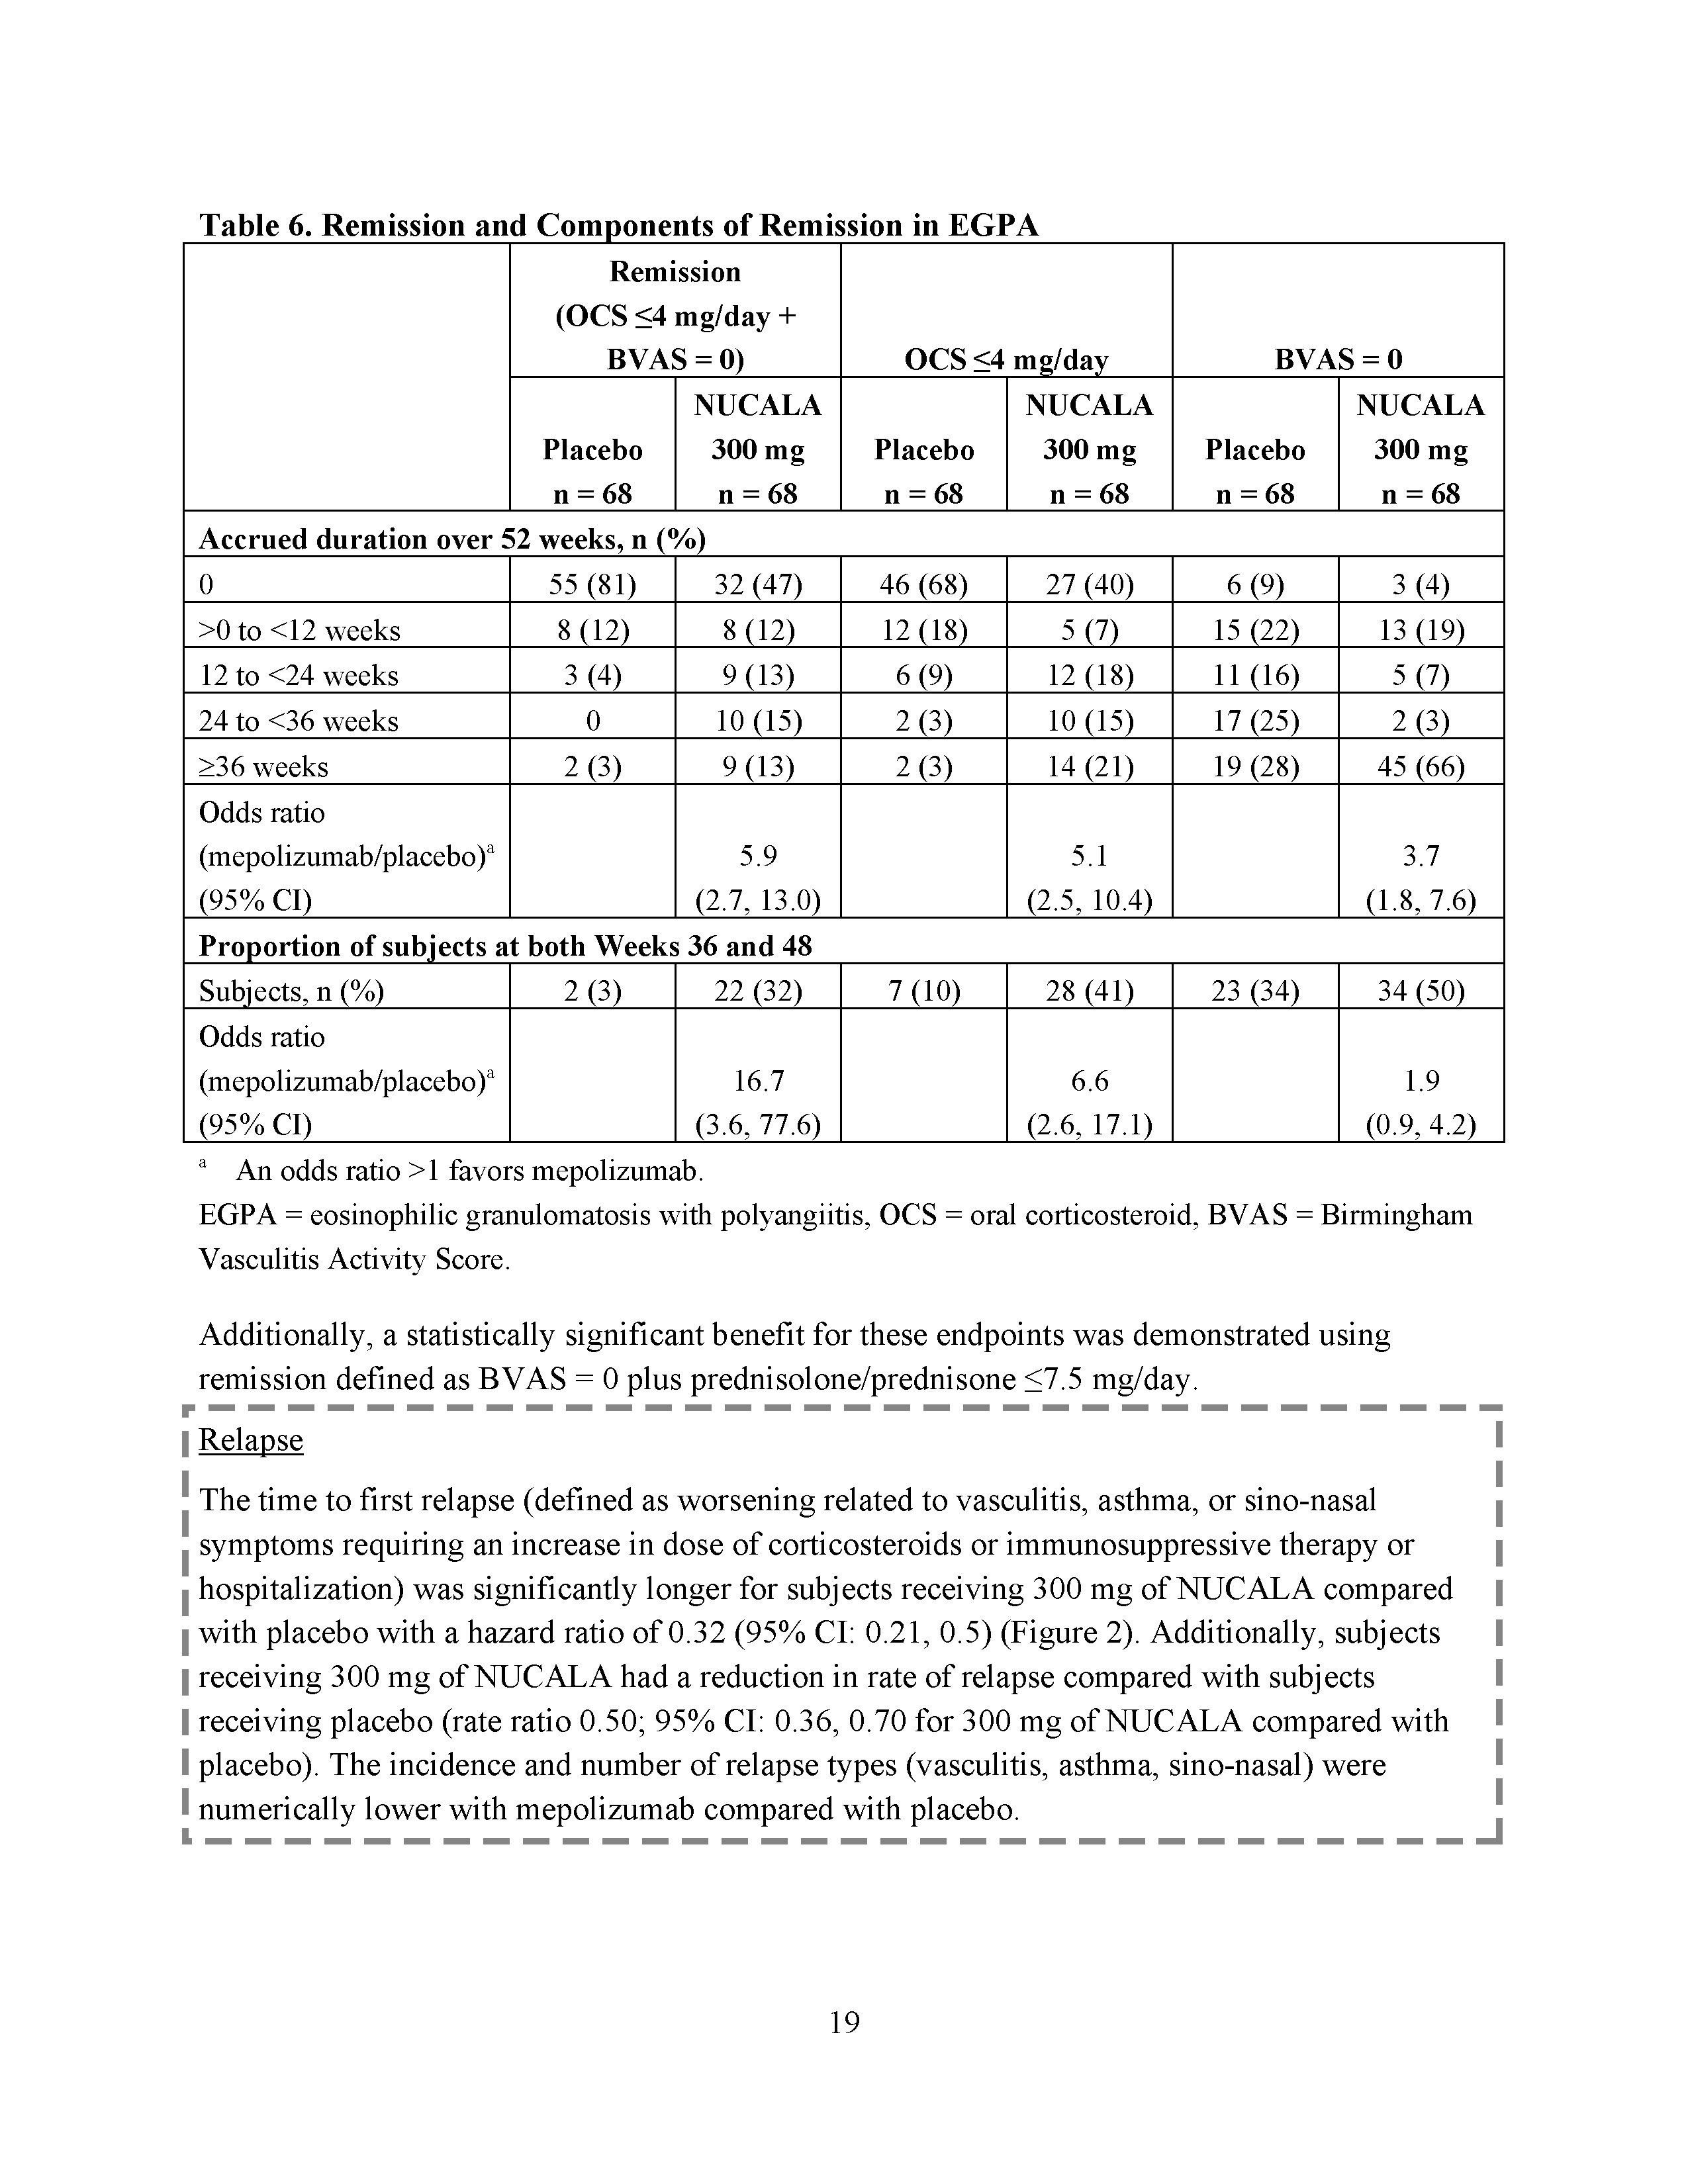 Table 6. Remission and Components of Remission in EGPA
Remission
(OCS ≤4 mg/day +
BVAS = 0) OCS ≤4 mg/day BVAS = 0
NUCALA NUCALA NUCALA
Placebo 300 mg Placebo 300 mg Placebo 300 mg
n = 68 n = 68 n = 68 n = 68 n = 68 n = 68
Accrued duration over 52 weeks, n (%)
0 55 (81) 32 (47) 46 (68) 27 (40) 6 (9) 3 (4)
>0 to <12 weeks 8 (12) 8 (12) 12 (18) 5 (7) 15 (22) 13 (19)
12 to <24 weeks 3 (4) 9 (13) 6 (9) 12 (18) 11 (16) 5 (7)
24 to <36 weeks 0 10 (15) 2 (3) 10 (15) 17 (25) 2 (3)
≥36 weeks 2 (3) 9 (13) 2 (3) 14 (21) 19 (28) 45 (66)
Odds ratio
(mepolizumab/placebo)ᵃ 5.9 5.1 3.7
(95% CI) (2.7, 13.0) (2.5, 10.4) (1.8, 7.6)
Proportion of subjects at both Weeks 36 and 48
Subjects, n (%) 2 (3) 22 (32) 7 (10) 28 (41) 23 (34) 34 (50)
Odds ratio
(mepolizumab/placebo)ᵃ 16.7 6.6 1.9
(95% CI) (3.6, 77.6) (2.6, 17.1) (0.9, 4.2)
ᵃ An odds ratio >1 favors mepolizumab.
EGPA = eosinophilic granulomatosis with polyangiitis, OCS = oral corticosteroid, BVAS = Birmingham
Vasculitis Activity Score.
Additionally, a statistically significant benefit for these endpoints was demonstrated using
remission defined as BVAS = 0 plus prednisolone/prednisone ≤7.5 mg/day.
Relapse
The time to first relapse (defined as worsening related to vasculitis, asthma, or sino-nasal
symptoms requiring an increase in dose of corticosteroids or immunosuppressive therapy or
hospitalization) was significantly longer for subjects receiving 300 mg of NUCALA compared
with placebo with a hazard ratio of 0.32 (95% CI: 0.21, 0.5) (Figure 2). Additionally, subjects
receiving 300 mg of NUCALA had a reduction in rate of relapse compared with subjects
receiving placebo (rate ratio 0.50; 95% CI: 0.36, 0.70 for 300 mg of NUCALA compared with
placebo). The incidence and number of relapse types (vasculitis, asthma, sino-nasal) were
numerically lower with mepolizumab compared with placebo.
19